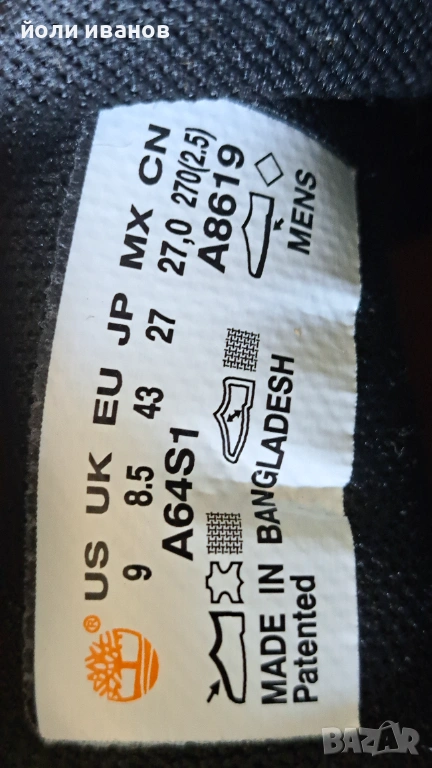 йоли иванов
US UK EU JP MX CN
9 8.5 43 27 27,0 270(2.5)
A64S1 A8619
MENS
MADE IN BANGLADESH
Patented
BAZAR